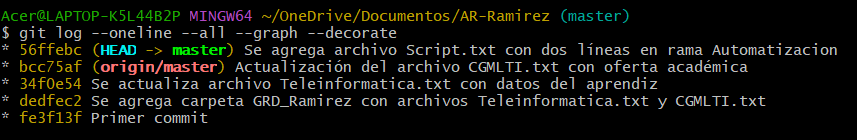 Acer@LAPTOP-K5L44B2P MINGW64 ~/OneDrive/Documentos/AR-Ramirez (master)
$ git log --oneline --all --graph --decorate
* 56ffebc (HEAD -> master) Se agrega archivo Script.txt con dos líneas en rama Automatizacion
* bcc75af (origin/master) Actualización del archivo CGMLTI.txt con oferta académica
* 34f0e54 Se actualiza archivo Teleinformatica.txt con datos del aprendiz
* dedfec2 Se agrega carpeta GRD_Ramirez con archivos Teleinformatica.txt y CGMLTI.txt
* fe3f13f Primer commit